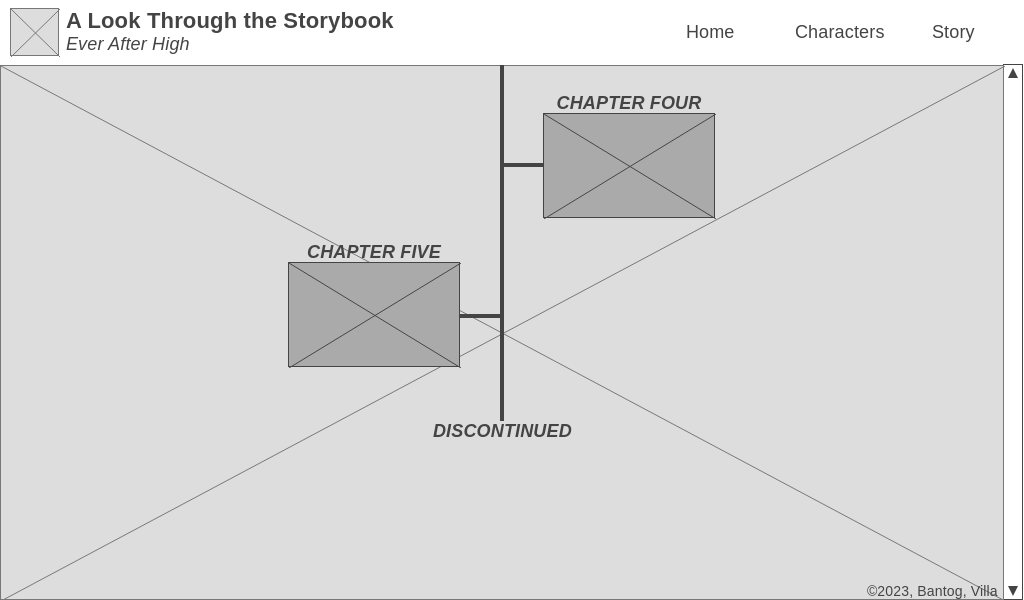 A Look Through the Storybook
Ever After High
Home
Characters
Story
CHAPTER FOUR
CHAPTER FIVE
DISCONTINUED
©2023, Bantog, Villa